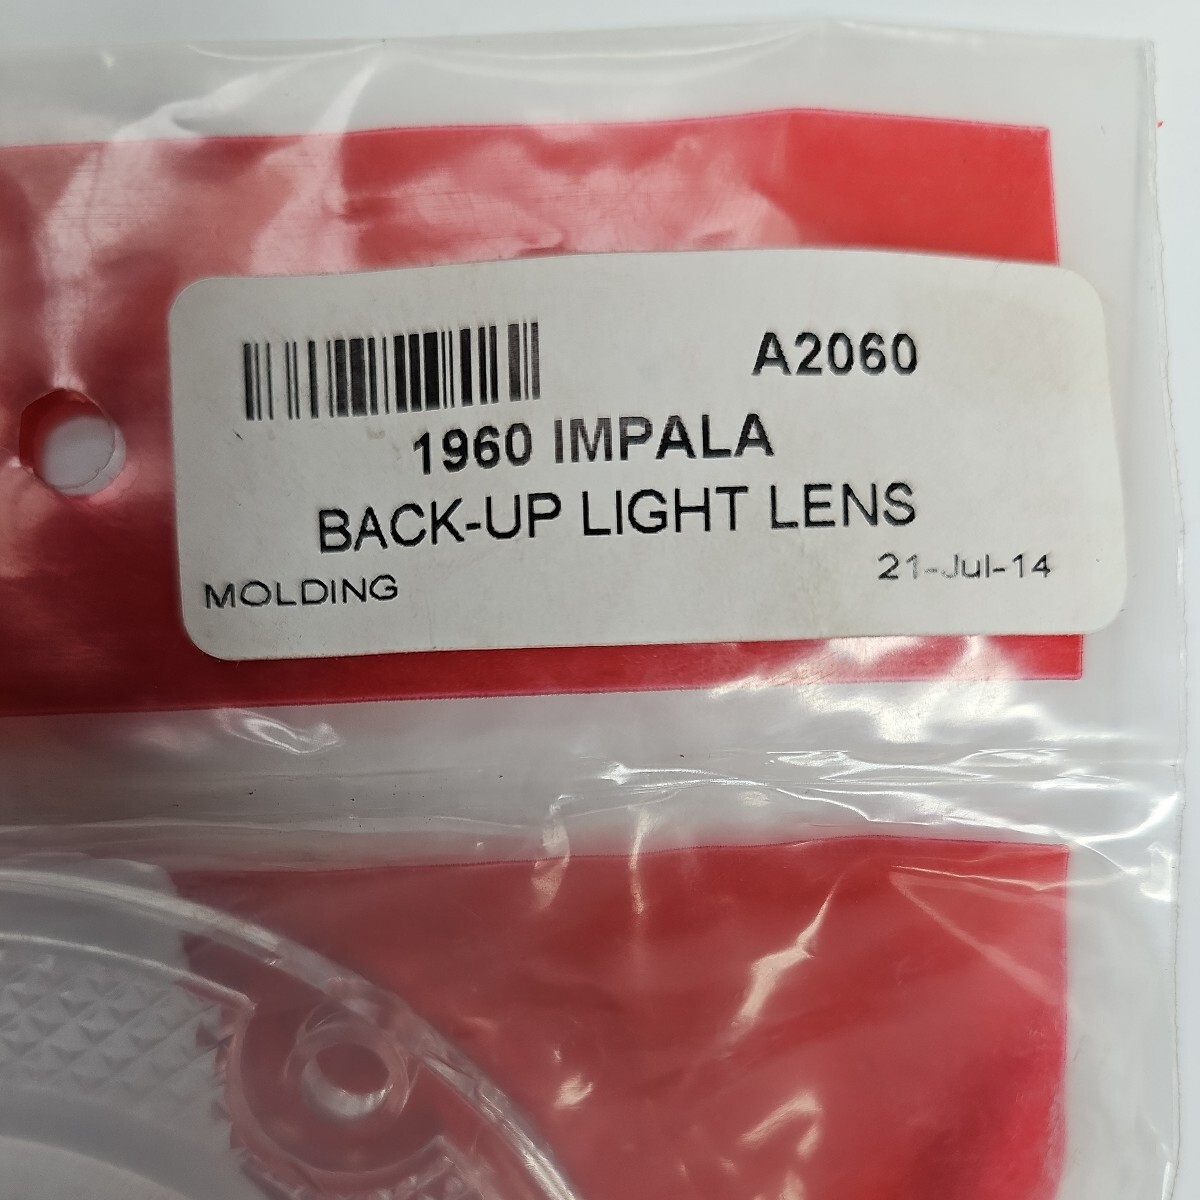 A2060
1960 IMPALA
BACK-UP LIGHT LENS
MOLDING 21-Jul-14